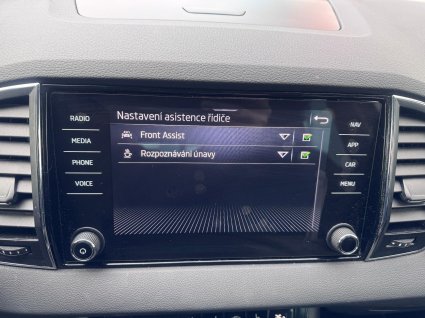 Nastavení asistence řidiče
Front Assist
Rozpoznávání únavy
RADIO
MEDIA
PHONE
VOICE
NAV
APP
CAR
MENU